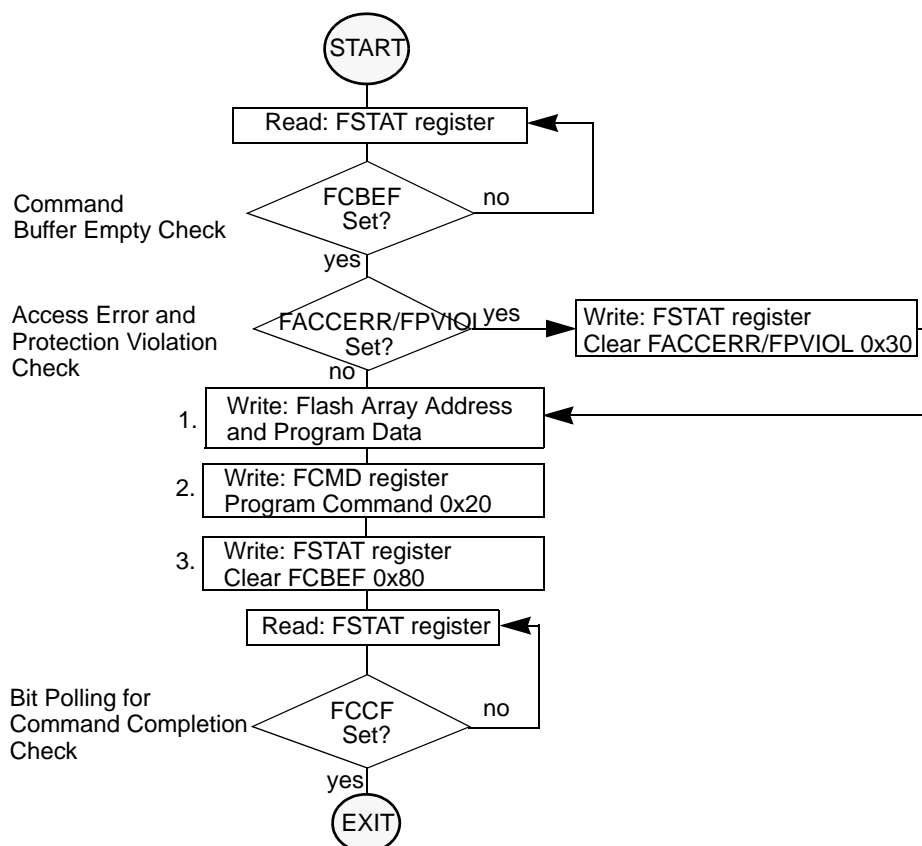 START
Read: FSTAT register
Command
Buffer Empty Check
FCBEF
Set?
no
yes
Access Error and
Protection Violation
Check
FACCERR/FPVIOL
Set?
yes
no
Write: FSTAT register
Clear FACCERR/FPVIOL 0x30
1.
Write: Flash Array Address
and Program Data
2.
Write: FCMD register
Program Command 0x20
3.
Write: FSTAT register
Clear FCBEF 0x80
Read: FSTAT register
Bit Polling for
Command Completion
Check
FCCF
Set?
no
yes
EXIT